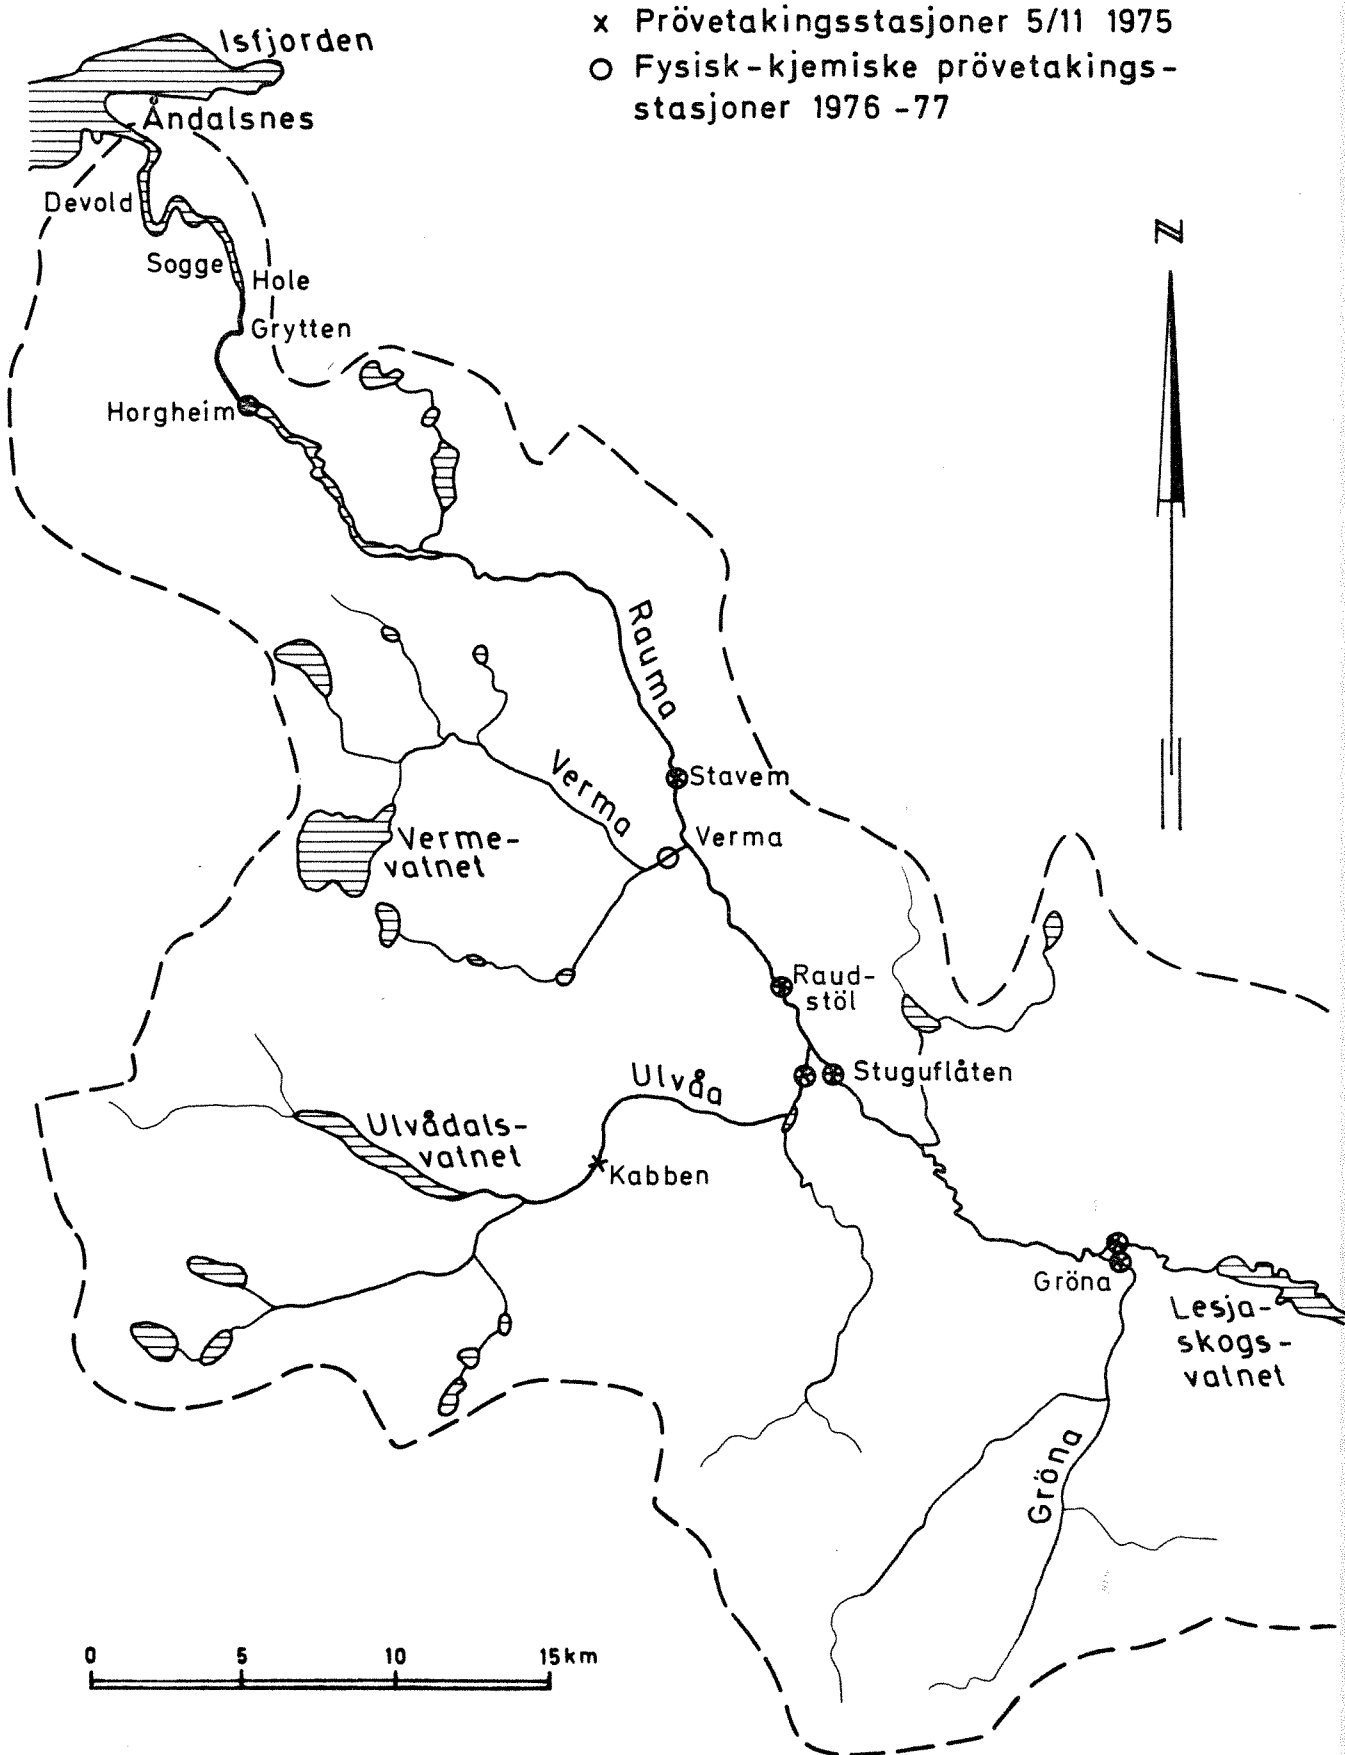 x Prövetakingsstasjoner 5/11 1975
o Fysisk-kjemiske prövetakings-
stasjoner 1976-77
Isfjorden
Åndalsnes
Devold
Sogge
Hole
Grytten
Horgheim
N
Rauma
Stavem
Verma
Verma
Verme-
vatnet
Raud-
stöl
Stuguflåten
Ulvåa
Ulvådals-
vatnet
Kabben
Gröna
Lesja-
skogs-
vatnet
Gröna
0 5 10 15 km